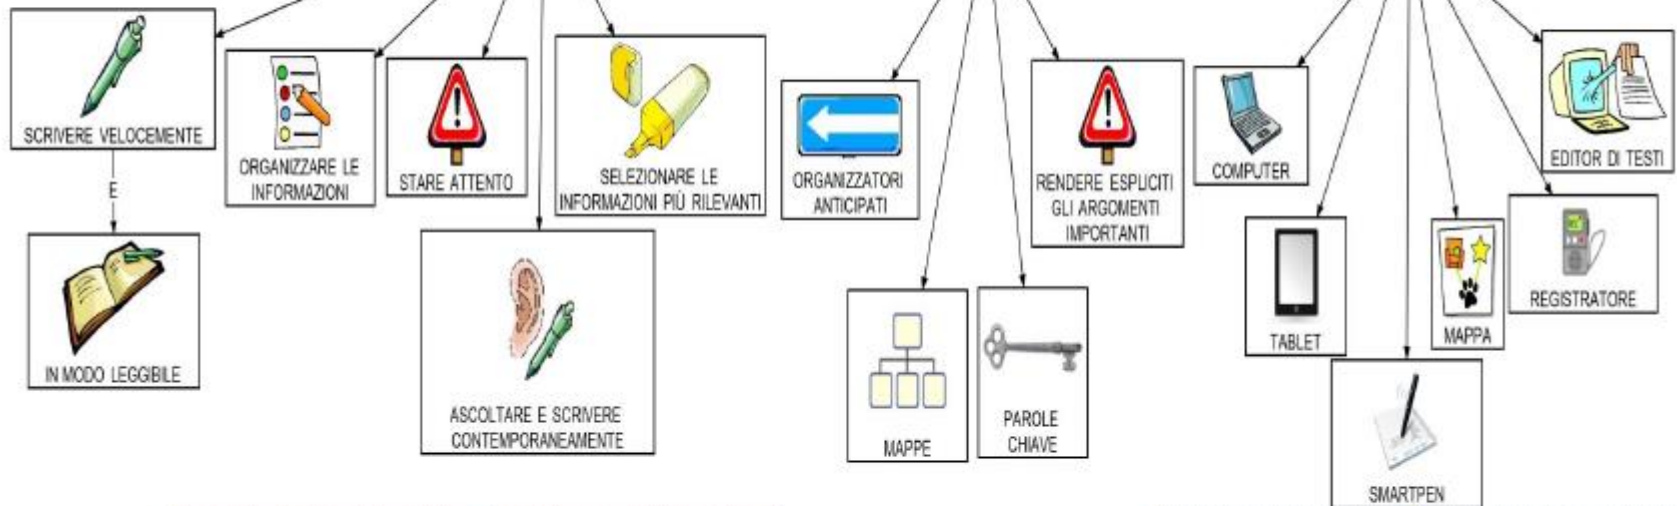 SCRIVERE VELOCEMENTE
E
IN MODO LEGGIBILE
ORGANIZZARE LE
INFORMAZIONI
STARE ATTENTO
ASCOLTARE E SCRIVERE
CONTEMPORANEAMENTE
SELEZIONARE LE
INFORMAZIONI PIÙ RILEVANTI
ORGANIZZATORI
ANTICIPATI
MAPPE
PAROLE
CHIAVE
RENDERE ESPLICITI
GLI ARGOMENTI
IMPORTANTI
COMPUTER
TABLET
SMARTPEN
MAPPA
REGISTRATORE
EDITOR DI TESTI